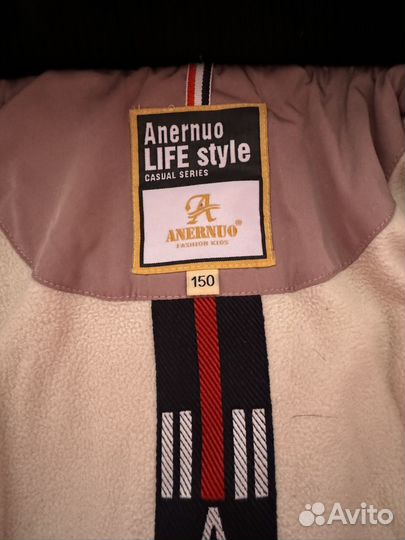 Anernuo
LIFE style
CASUAL SERIES
A
ANERNUO®
FASHION KIDS
150
Avito